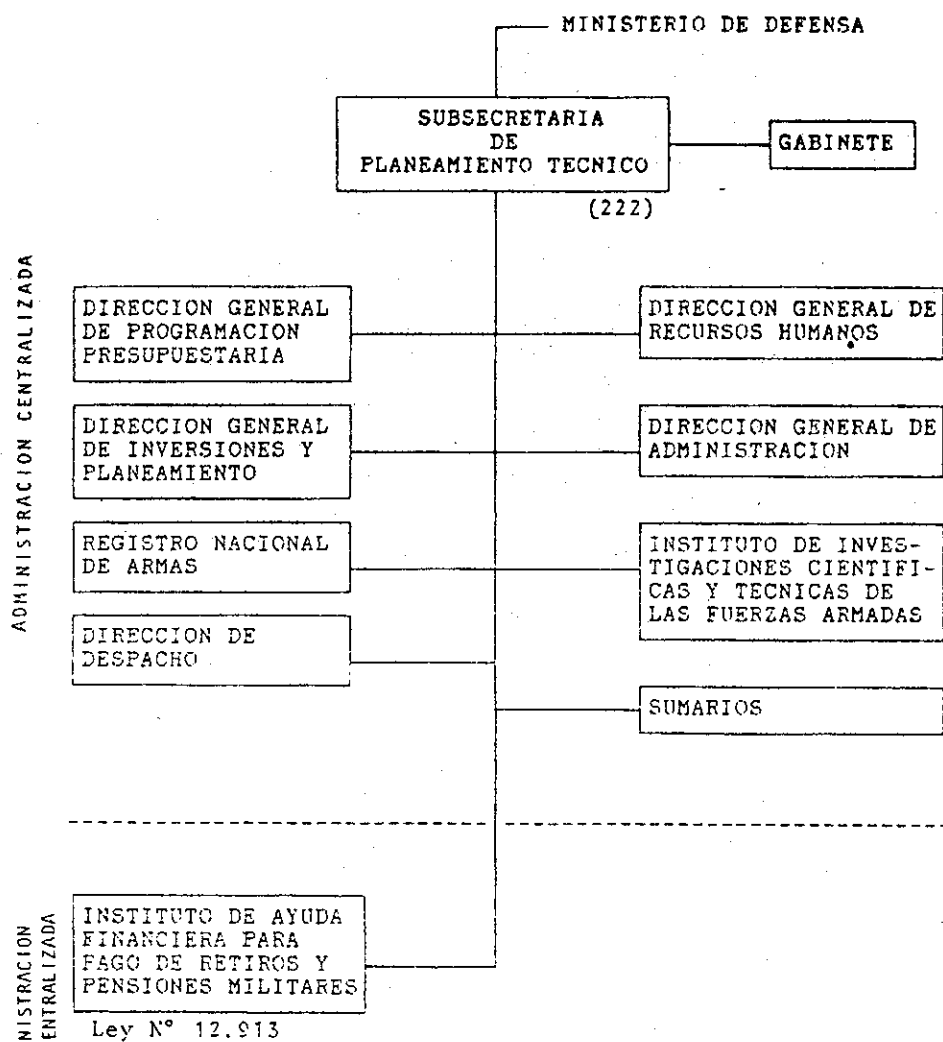 MINISTERIO DE DEFENSA
SUBSECRETARIA
DE
PLANEAMIENTO TECNICO
GABINETE
(222)
ADMINISTRACION CENTRALIZADA
DIRECCION GENERAL
DE PROGRAMACION
PRESUPUESTARIA
DIRECCION GENERAL DE
RECURSOS HUMANOS
DIRECCION GENERAL
DE INVERSIONES Y
PLANEAMIENTO
DIRECCION GENERAL DE
ADMINISTRACION
REGISTRO NACIONAL
DE ARMAS
INSTITUTO DE INVES-
TIGACIONES CIENTIFI-
CAS Y TECNICAS DE
LAS FUERZAS ARMADAS
DIRECCION DE
DESPACHO
SUMARIOS
NISTRACION
ENTRALIZADA
INSTITUTO DE AYUDA
FINANCIERA PARA
PAGO DE RETIROS Y
PENSIONES MILITARES
Ley N° 12.913